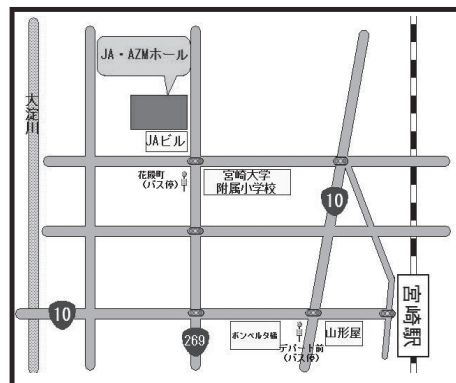 JA・AZMホール
大淀川
JAビル
花殿町
(バス停)
宮崎大学
附属小学校
10
10
宮崎駅
269
ボンベルタ橘
デパート前
(バス停)
山形屋